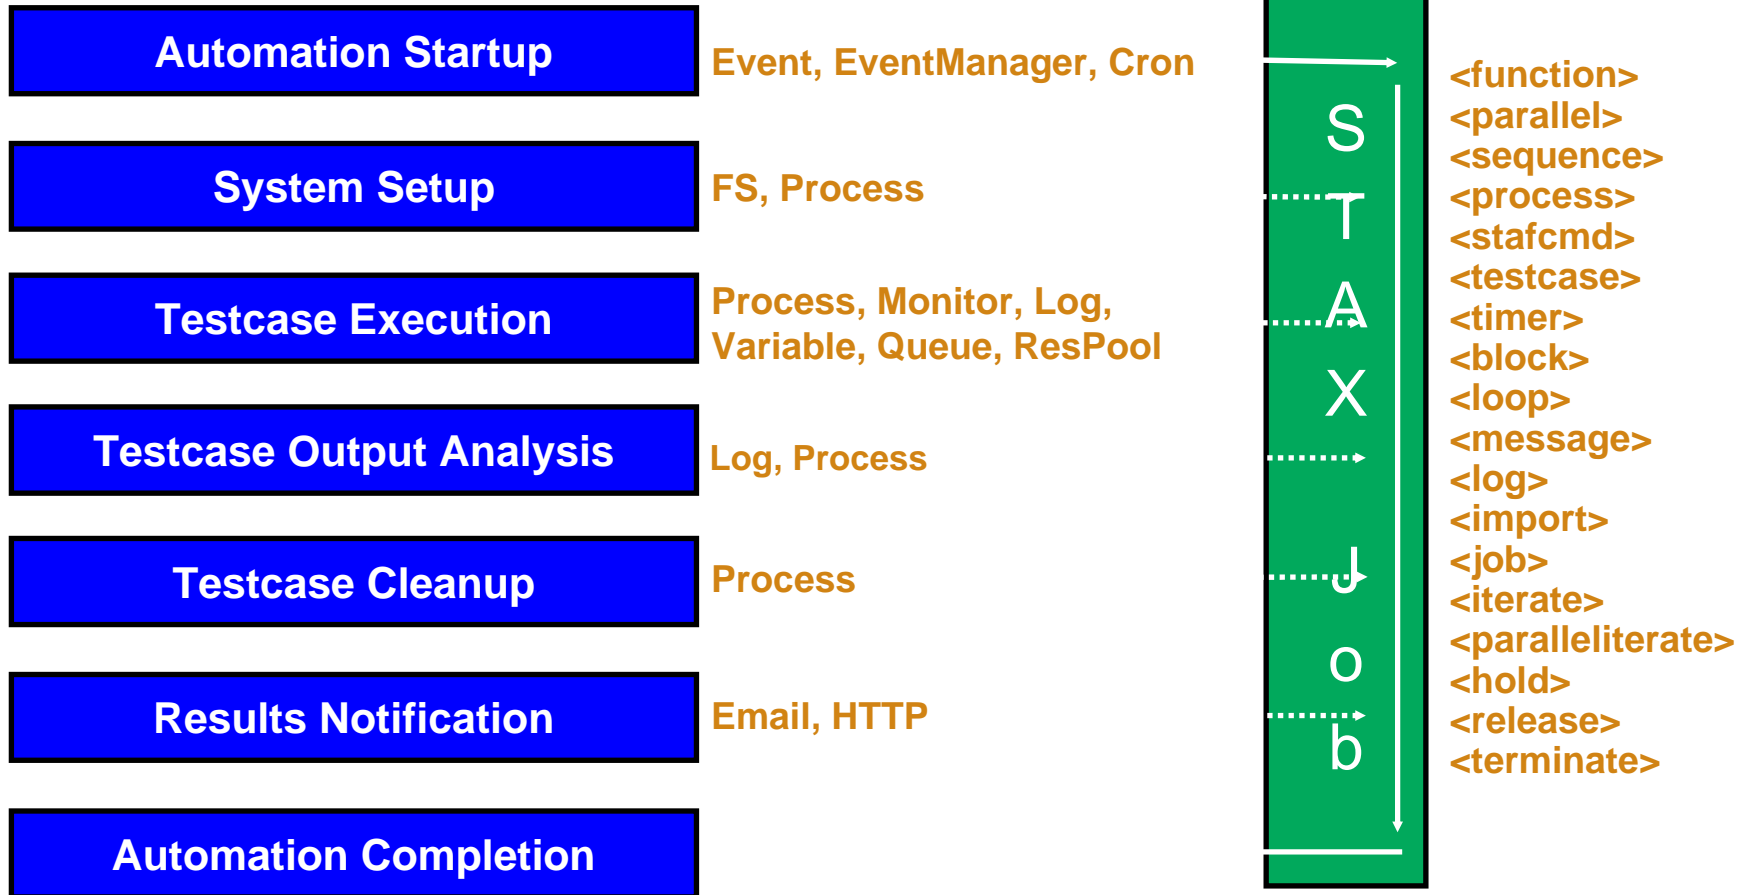 Automation Startup
Event, EventManager, Cron
System Setup
FS, Process
Testcase Execution
Process, Monitor, Log,
Variable, Queue, ResPool
Testcase Output Analysis
Log, Process
Testcase Cleanup
Process
Results Notification
Email, HTTP
Automation Completion
S
T
A
X
J
o
b
<function>
<parallel>
<sequence>
<process>
<stafcmd>
<testcase>
<timer>
<block>
<loop>
<message>
<log>
<import>
<job>
<iterate>
<paralleliterate>
<hold>
<release>
<terminate>